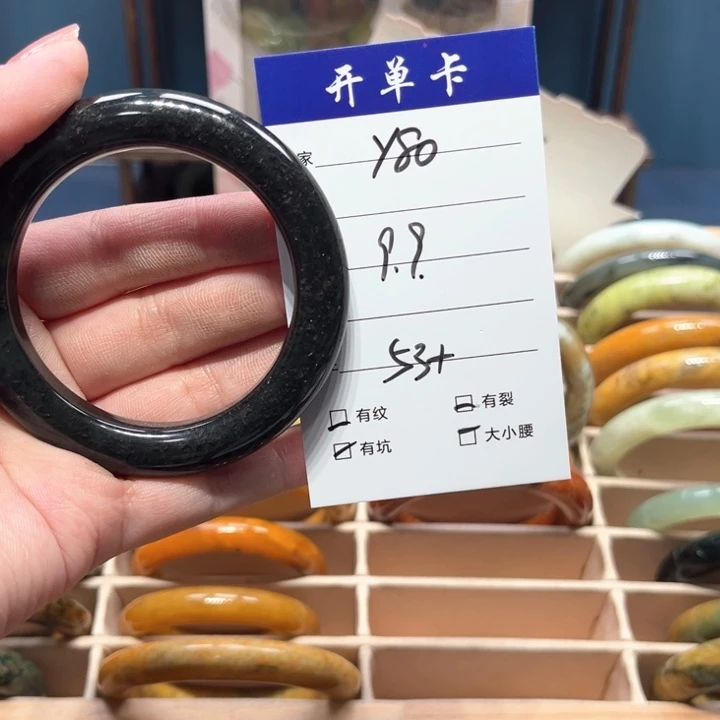 开单卡
家 Y80
9.9.
53+
有纹 有裂
有坑 大小腰